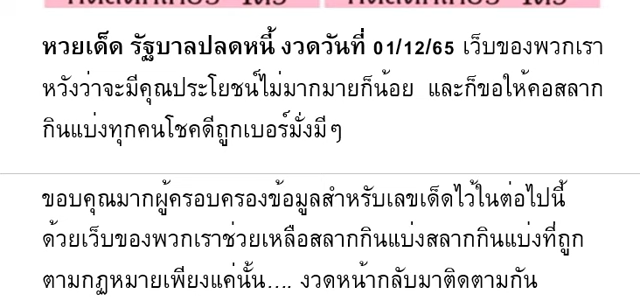 หวยเด็ด รัฐบาลปลดหนี้ งวดวันที่ 01/12/65 เว็บของพวกเรา
หวังว่าจะมีคุณประโยชน์ไม่มากมายก็น้อย และก็ขอให้คอสลาก
กินแบ่งทุกคนโชคดีถูกเบอร์มั่งมีๆ
ขอบคุณมากผู้ครอบครองข้อมูลสำหรับเลขเด็ดไว้ในต่อไปนี้
ด้วยเว็บของพวกเราช่วยเหลือสลากกินแบ่งสลากกินแบ่งที่ถูก
ตามกฏหมายเพียงแค่นั้น.... งวดหน้ากลับมาติดตามกัน